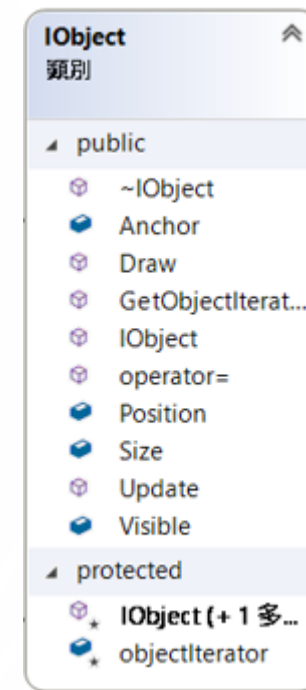 IObject
類別
public
~IObject
Anchor
Draw
GetObjectIterat...
IObject
operator=
Position
Size
Update
Visible
protected
IObject (+ 1 多...
objectIterator